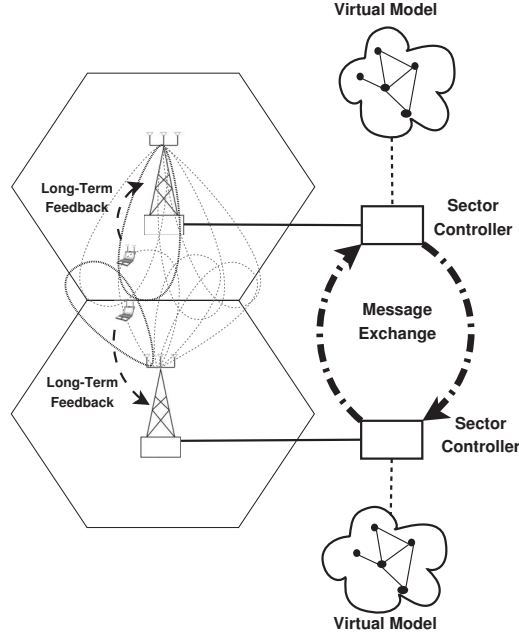 Virtual Model
Long-Term
Feedback
Sector
Controller
Message
Exchange
Long-Term
Feedback
Sector
Controller
Virtual Model